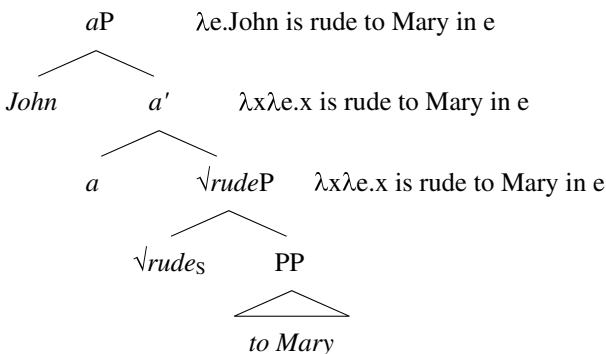 aP λe.John is rude to Mary in e
John a' λxλe.x is rude to Mary in e
a √rudeP λxλe.x is rude to Mary in e
√rudeS PP
to Mary